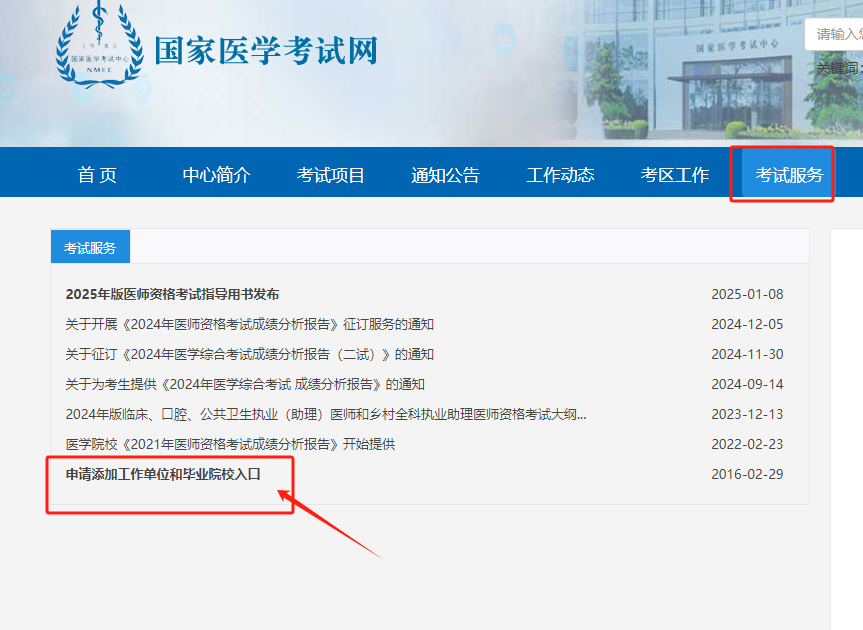 1985
国家医学考试中心
NMEC
国家医学考试网
国家医学考试中心
请输入您
关键词:
首 页
中心简介
考试项目
通知公告
工作动态
考区工作
考试服务
考试服务
2025年版医师资格考试指导用书发布 2025-01-08
关于开展《2024年医师资格考试成绩分析报告》征订服务的通知 2024-12-05
关于征订《2024年医学综合考试成绩分析报告（二试）》的通知 2024-11-30
关于为考生提供《2024年医学综合考试 成绩分析报告》的通知 2024-09-14
2024年版临床、口腔、公共卫生执业（助理）医师和乡村全科执业助理医师资格考试大纲... 2023-12-13
医学院校《2021年医师资格考试成绩分析报告》开始提供 2022-02-23
申请添加工作单位和毕业院校入口 2016-02-29